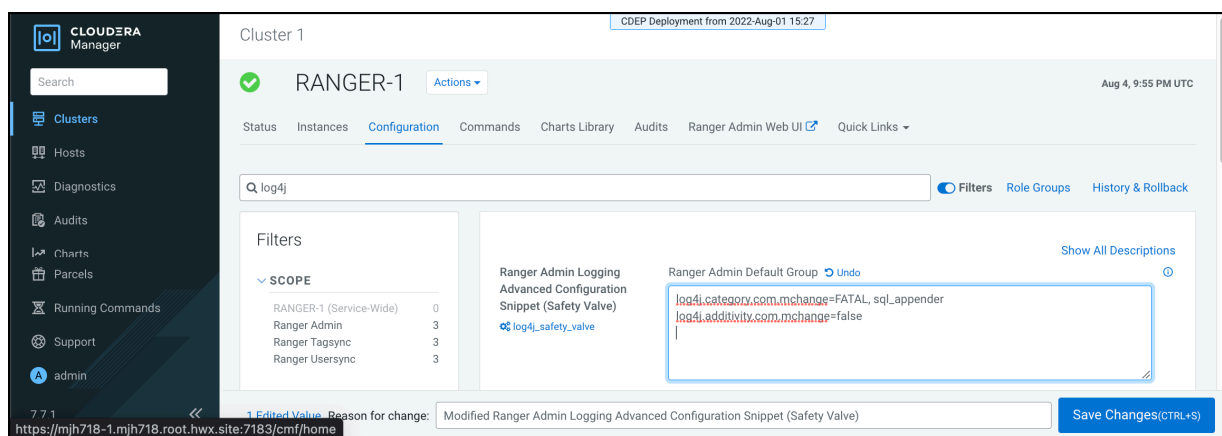 CDEP Deployment from 2022-Aug-01 15:27
CLOUDERA
Manager
Search
Clusters
Hosts
Diagnostics
Audits
Charts
Parcels
Running Commands
Support
A admin
7.7.1
https://mjh718-1.mjh718.root.hwx.site:7183/cmf/home
Cluster 1
RANGER-1 Actions
Aug 4, 9:55 PM UTC
Status Instances Configuration Commands Charts Library Audits Ranger Admin Web UI Quick Links
log4j
Filters Role Groups History & Rollback
Filters
SCOPE
RANGER-1 (Service-Wide) 0
Ranger Admin 3
Ranger Tagsync 3
Ranger Usersync 3
Show All Descriptions
Ranger Admin Logging
Advanced Configuration
Snippet (Safety Valve)
log4j_safety_valve
Ranger Admin Default Group Undo
log4j.category.com.mchange=FATAL, sql_appender
log4j.additivity.com.mchange=false
1 Edited Value Reason for change: Modified Ranger Admin Logging Advanced Configuration Snippet (Safety Valve)
Save Changes(CTRL+S)